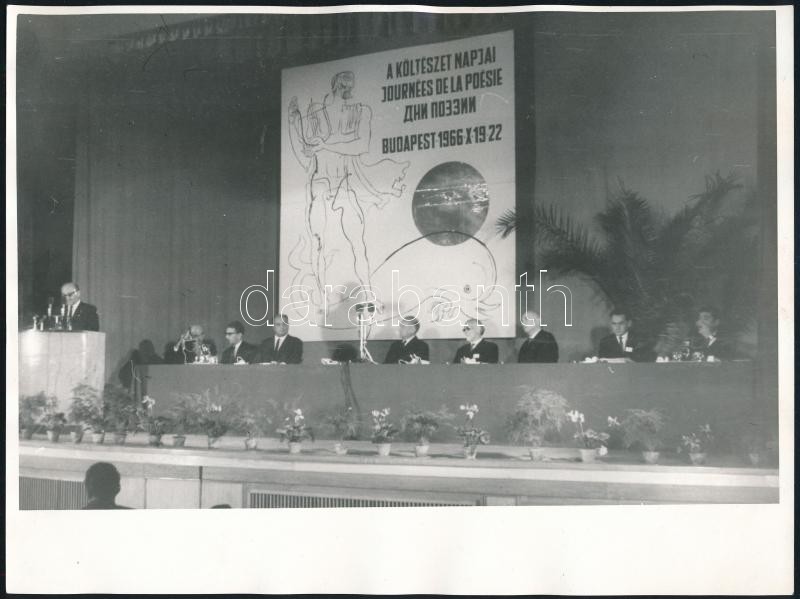 A KÖLTÉSZET NAPJAI
JOURNÉES DE LA POÉSIE
ДНИ ПОЭЗИИ
BUDAPEST·1966·X·19-22
darabanth